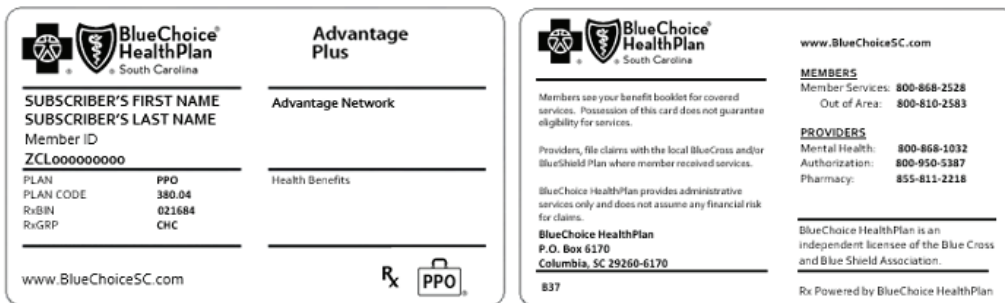 BlueChoice®
HealthPlan
® ® South Carolina
Advantage
Plus
SUBSCRIBER'S FIRST NAME
SUBSCRIBER'S LAST NAME
Member ID
ZCL000000000
Advantage Network
PLAN PPO
PLAN CODE 380.04
RxBIN 021684
RxGRP CHC
Health Benefits
www.BlueChoiceSC.com
Rx PPO®
BlueChoice®
HealthPlan
® ® South Carolina
Members see your benefit booklet for covered
services. Possession of this card does not guarantee
eligibility for services.
Providers, file claims with the local BlueCross and/or
BlueShield Plan where member received services.
BlueChoice HealthPlan provides administrative
services only and does not assume any financial risk
for claims.
BlueChoice HealthPlan
P.O. Box 6170
Columbia, SC 29260-6170
B37
www.BlueChoiceSC.com
MEMBERS
Member Services: 800-868-2528
Out of Area: 800-810-2583
PROVIDERS
Mental Health: 800-868-1032
Authorization: 800-950-5387
Pharmacy: 855-811-2218
BlueChoice HealthPlan is an
independent licensee of the Blue Cross
and Blue Shield Association.
Rx Powered by BlueChoice HealthPlan